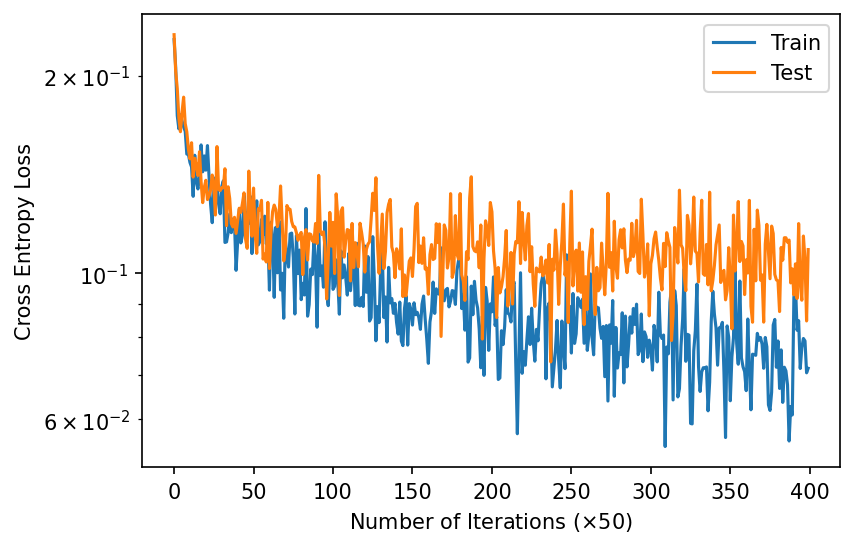 Train
Test
2 × 10⁻¹
10⁻¹
6 × 10⁻²
Cross Entropy Loss
0 50 100 150 200 250 300 350 400
Number of Iterations (×50)